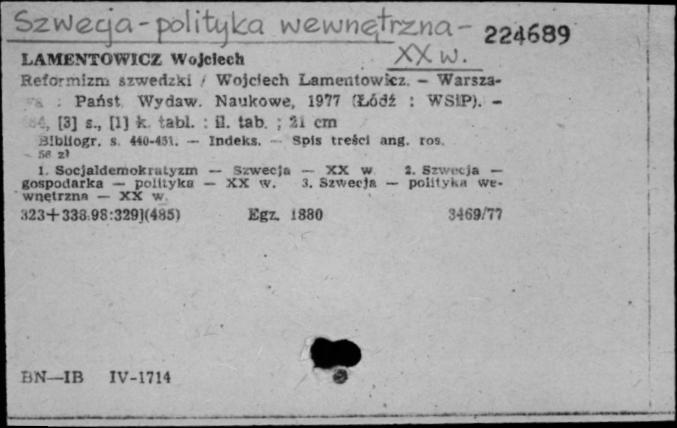 Szwecja - polityka wewnętrzna -
XX w.
224689
LAMENTOWICZ Wojciech
Reformizm szwedzki / Wojciech Lamentowicz. — Warsza-
wa : Państ. Wydaw. Naukowe, 1977 (Łódź : WSiP). —
[3] s., [1] k. tabl. : il. tab. ; 21 cm
Bibliogr. s. 440-451. — Indeks. — Spis treści ang. ros.
58 zł
1. Socjaldemokratyzm — Szwecja — XX w. 2. Szwecja —
gospodarka — polityka — XX w. 3. Szwecja — polityka we-
wnętrzna — XX w.
323+338.98:329](485) Egz. 1880 3469/77
BN—IB IV-1714